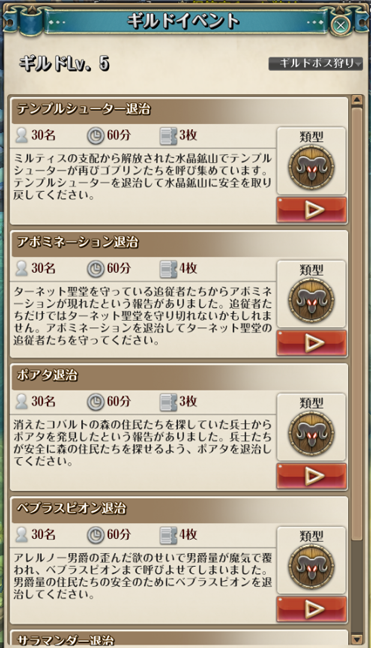 ギルドイベント
ギルドLv. 5
ギルドボス狩り
テンプルシューター退治
30名 60分 3枚
類型
ミルティスの支配から解放された水晶鉱山でテンプル
シューターが再びゴブリンたちを呼び集めています。
テンプルシューターを退治して水晶鉱山に安全を取り
戻してください。
アボミネーション退治
30名 60分 4枚
類型
ターネット聖堂を守っている追従者たちからアボミネ
ーションが現れたという報告がありました。追従者た
ちだけではターネット聖堂を守り切れないかもしれま
せん。アボミネーションを退治してターネット聖堂の
追従者たちを守ってください。
ボアタ退治
30名 60分 3枚
類型
消えたコバルトの森の住民たちを探していた兵士から
ボアタを発見したという報告がありました。兵士たち
が安全に森の住民たちを探せるよう、ボアタを退治し
てください。
ベブラスピオン退治
30名 60分 4枚
類型
アレルノー男爵の歪んだ欲のせいで男爵量が魔気で覆
われ、ベブラスピオンまで呼びよせてしまいました。
男爵量の住民たちの安全のためにベブラスピオンを退
治してください。
サラマンダー退治